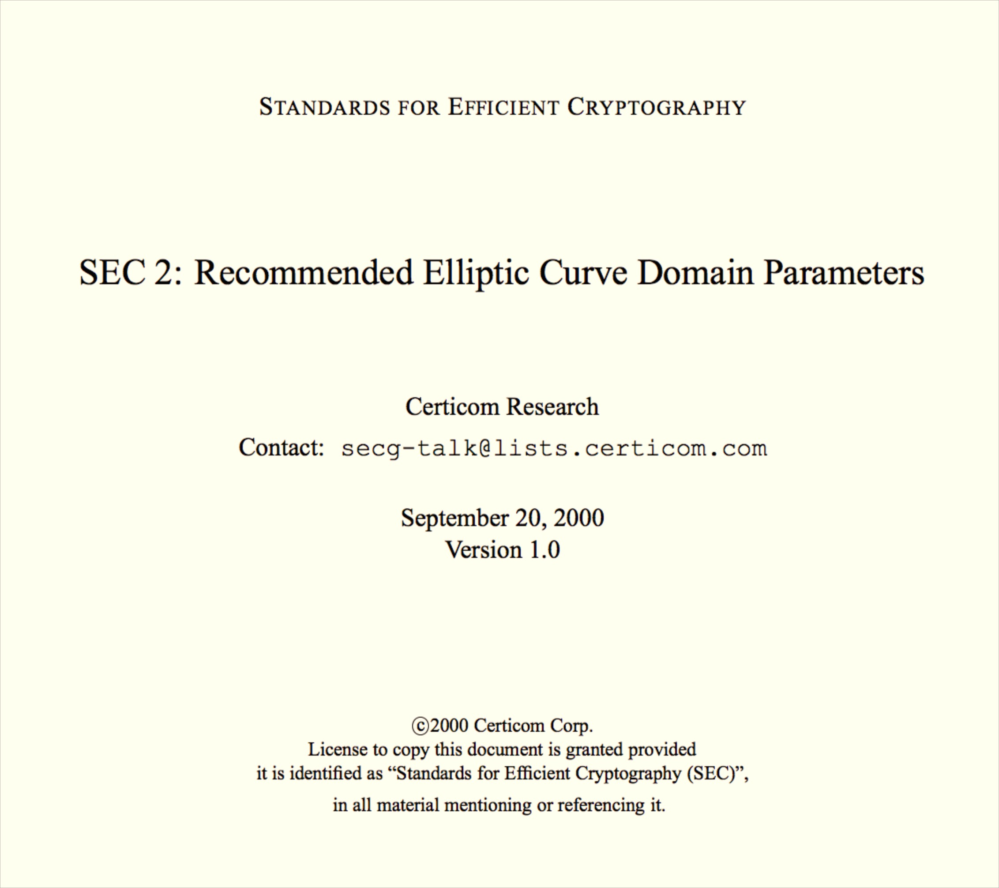 STANDARDS FOR EFFICIENT CRYPTOGRAPHY
SEC 2: Recommended Elliptic Curve Domain Parameters
Certicom Research
Contact: secg-talk@lists.certicom.com
September 20, 2000
Version 1.0
©2000 Certicom Corp.
License to copy this document is granted provided
it is identified as “Standards for Efficient Cryptography (SEC)”,
in all material mentioning or referencing it.